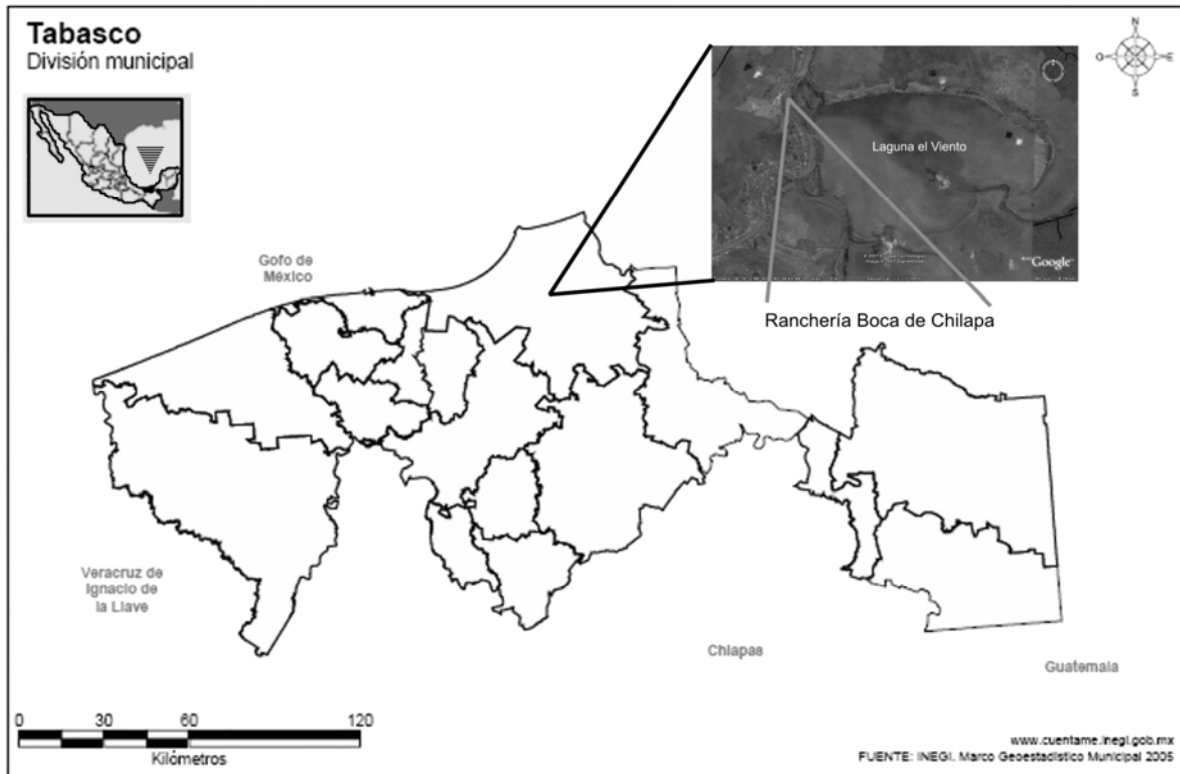 Tabasco
División municipal
N
O
E
S
Laguna el Viento
Google
Gofo de
México
Ranchería Boca de Chilapa
Veracruz de
Ignacio de
la Llave
Chiapas
Guatemala
0 30 60 120
Kilómetros
www.cuentame.inegi.gob.mx
FUENTE: INEGI. Marco Geoestadístico Municipal 2005